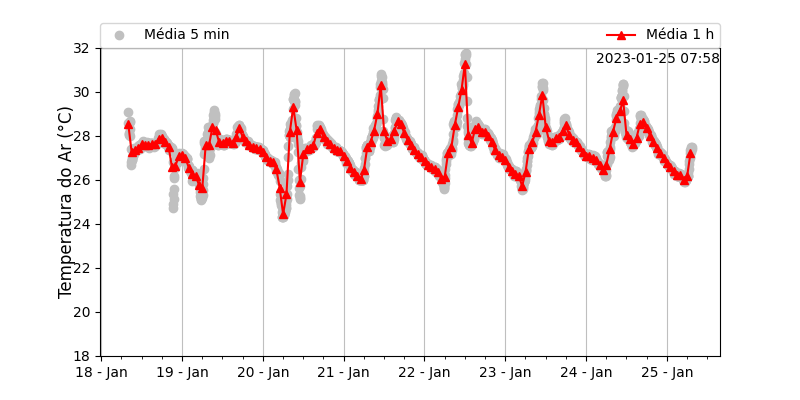 Média 5 min
Média 1 h
2023-01-25 07:58
Temperatura do Ar (°C)
32
30
28
26
24
22
20
18
18 - Jan
19 - Jan
20 - Jan
21 - Jan
22 - Jan
23 - Jan
24 - Jan
25 - Jan